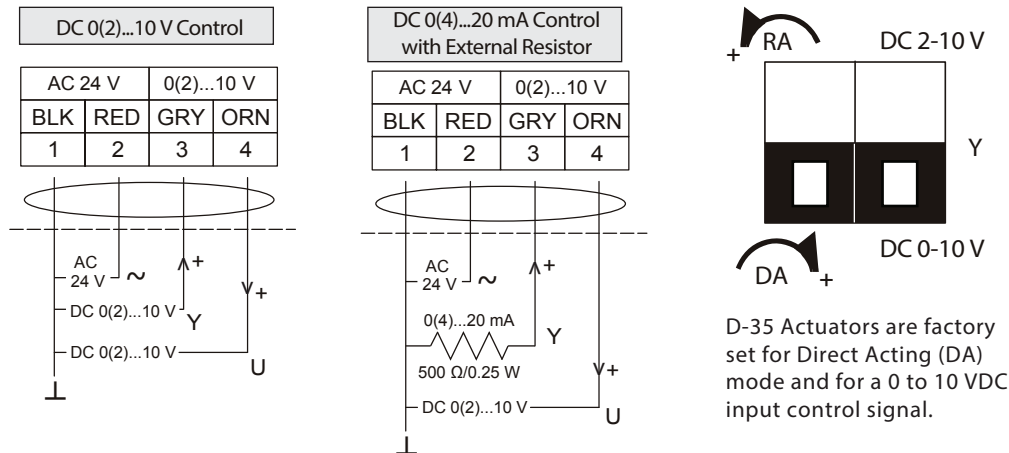 DC 0(2)...10 V Control
AC 24 V 0(2)...10 V
BLK RED GRY ORN
1 2 3 4
AC
24 V ~ + +
DC 0(2)...10 V Y
DC 0(2)...10 V U
DC 0(4)...20 mA Control
with External Resistor
AC 24 V 0(2)...10 V
BLK RED GRY ORN
1 2 3 4
AC
24 V ~ +
0(4)...20 mA Y
500 Ω/0.25 W +
DC 0(2)...10 V U
+ RA DC 2-10 V
Y
DC 0-10 V
DA +
D-35 Actuators are factory
set for Direct Acting (DA)
mode and for a 0 to 10 VDC
input control signal.